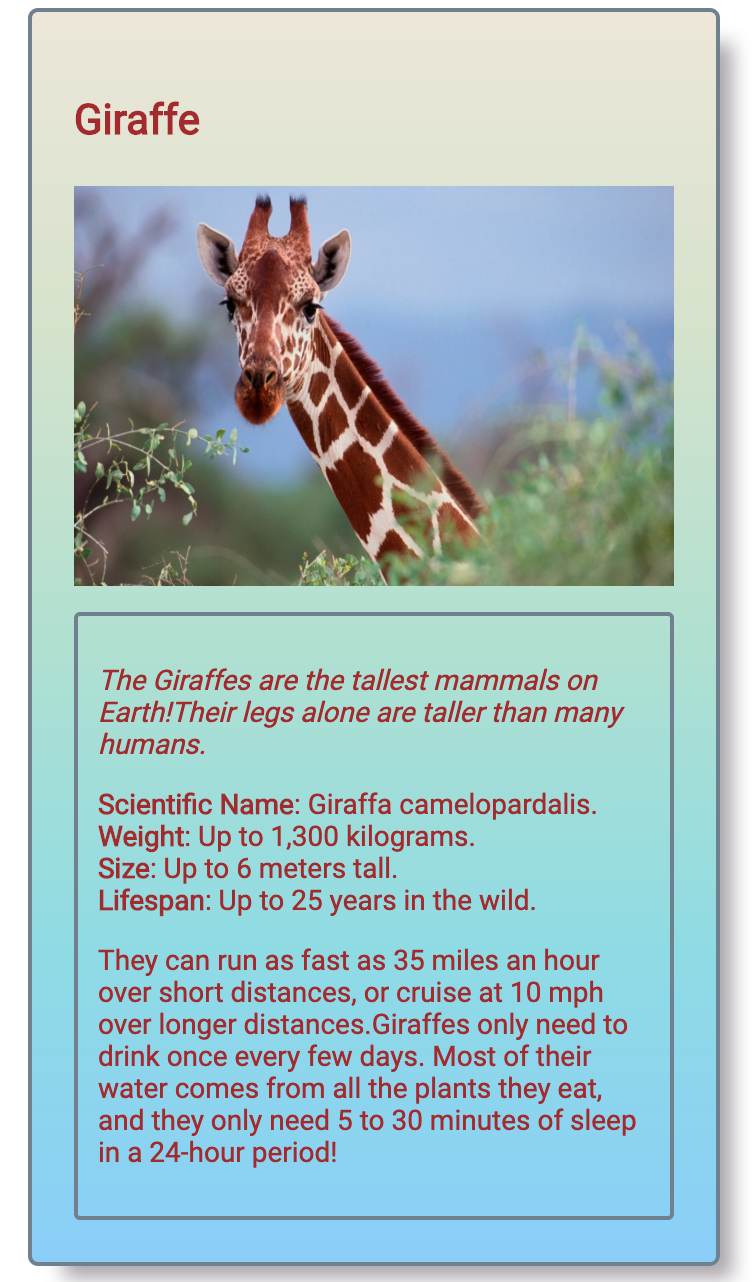 Giraffe
The Giraffes are the tallest mammals on
Earth!Their legs alone are taller than many
humans.
Scientific Name: Giraffa camelopardalis.
Weight: Up to 1,300 kilograms.
Size: Up to 6 meters tall.
Lifespan: Up to 25 years in the wild.
They can run as fast as 35 miles an hour
over short distances, or cruise at 10 mph
over longer distances.Giraffes only need to
drink once every few days. Most of their
water comes from all the plants they eat,
and they only need 5 to 30 minutes of sleep
in a 24-hour period!